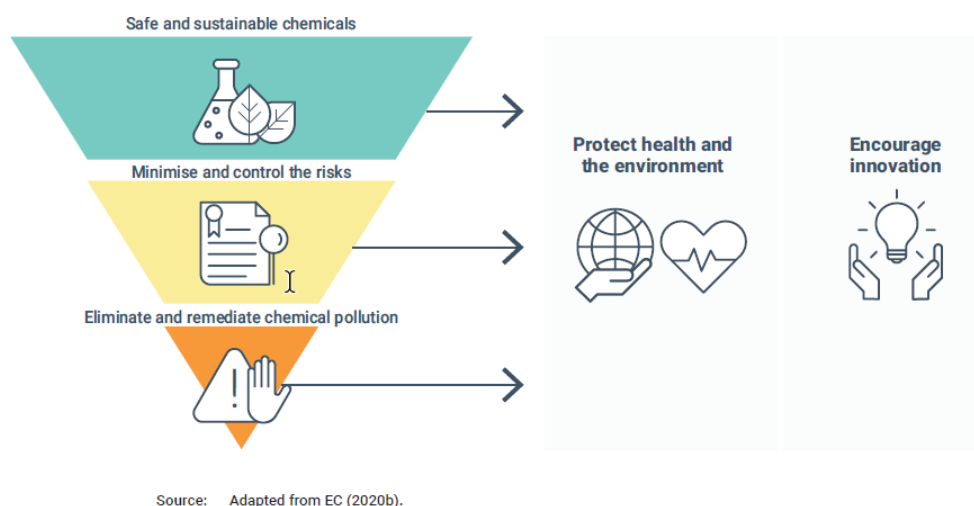 Safe and sustainable chemicals
Minimise and control the risks
Eliminate and remediate chemical pollution
Protect health and
the environment
Encourage
innovation
Source: Adapted from EC (2020b).